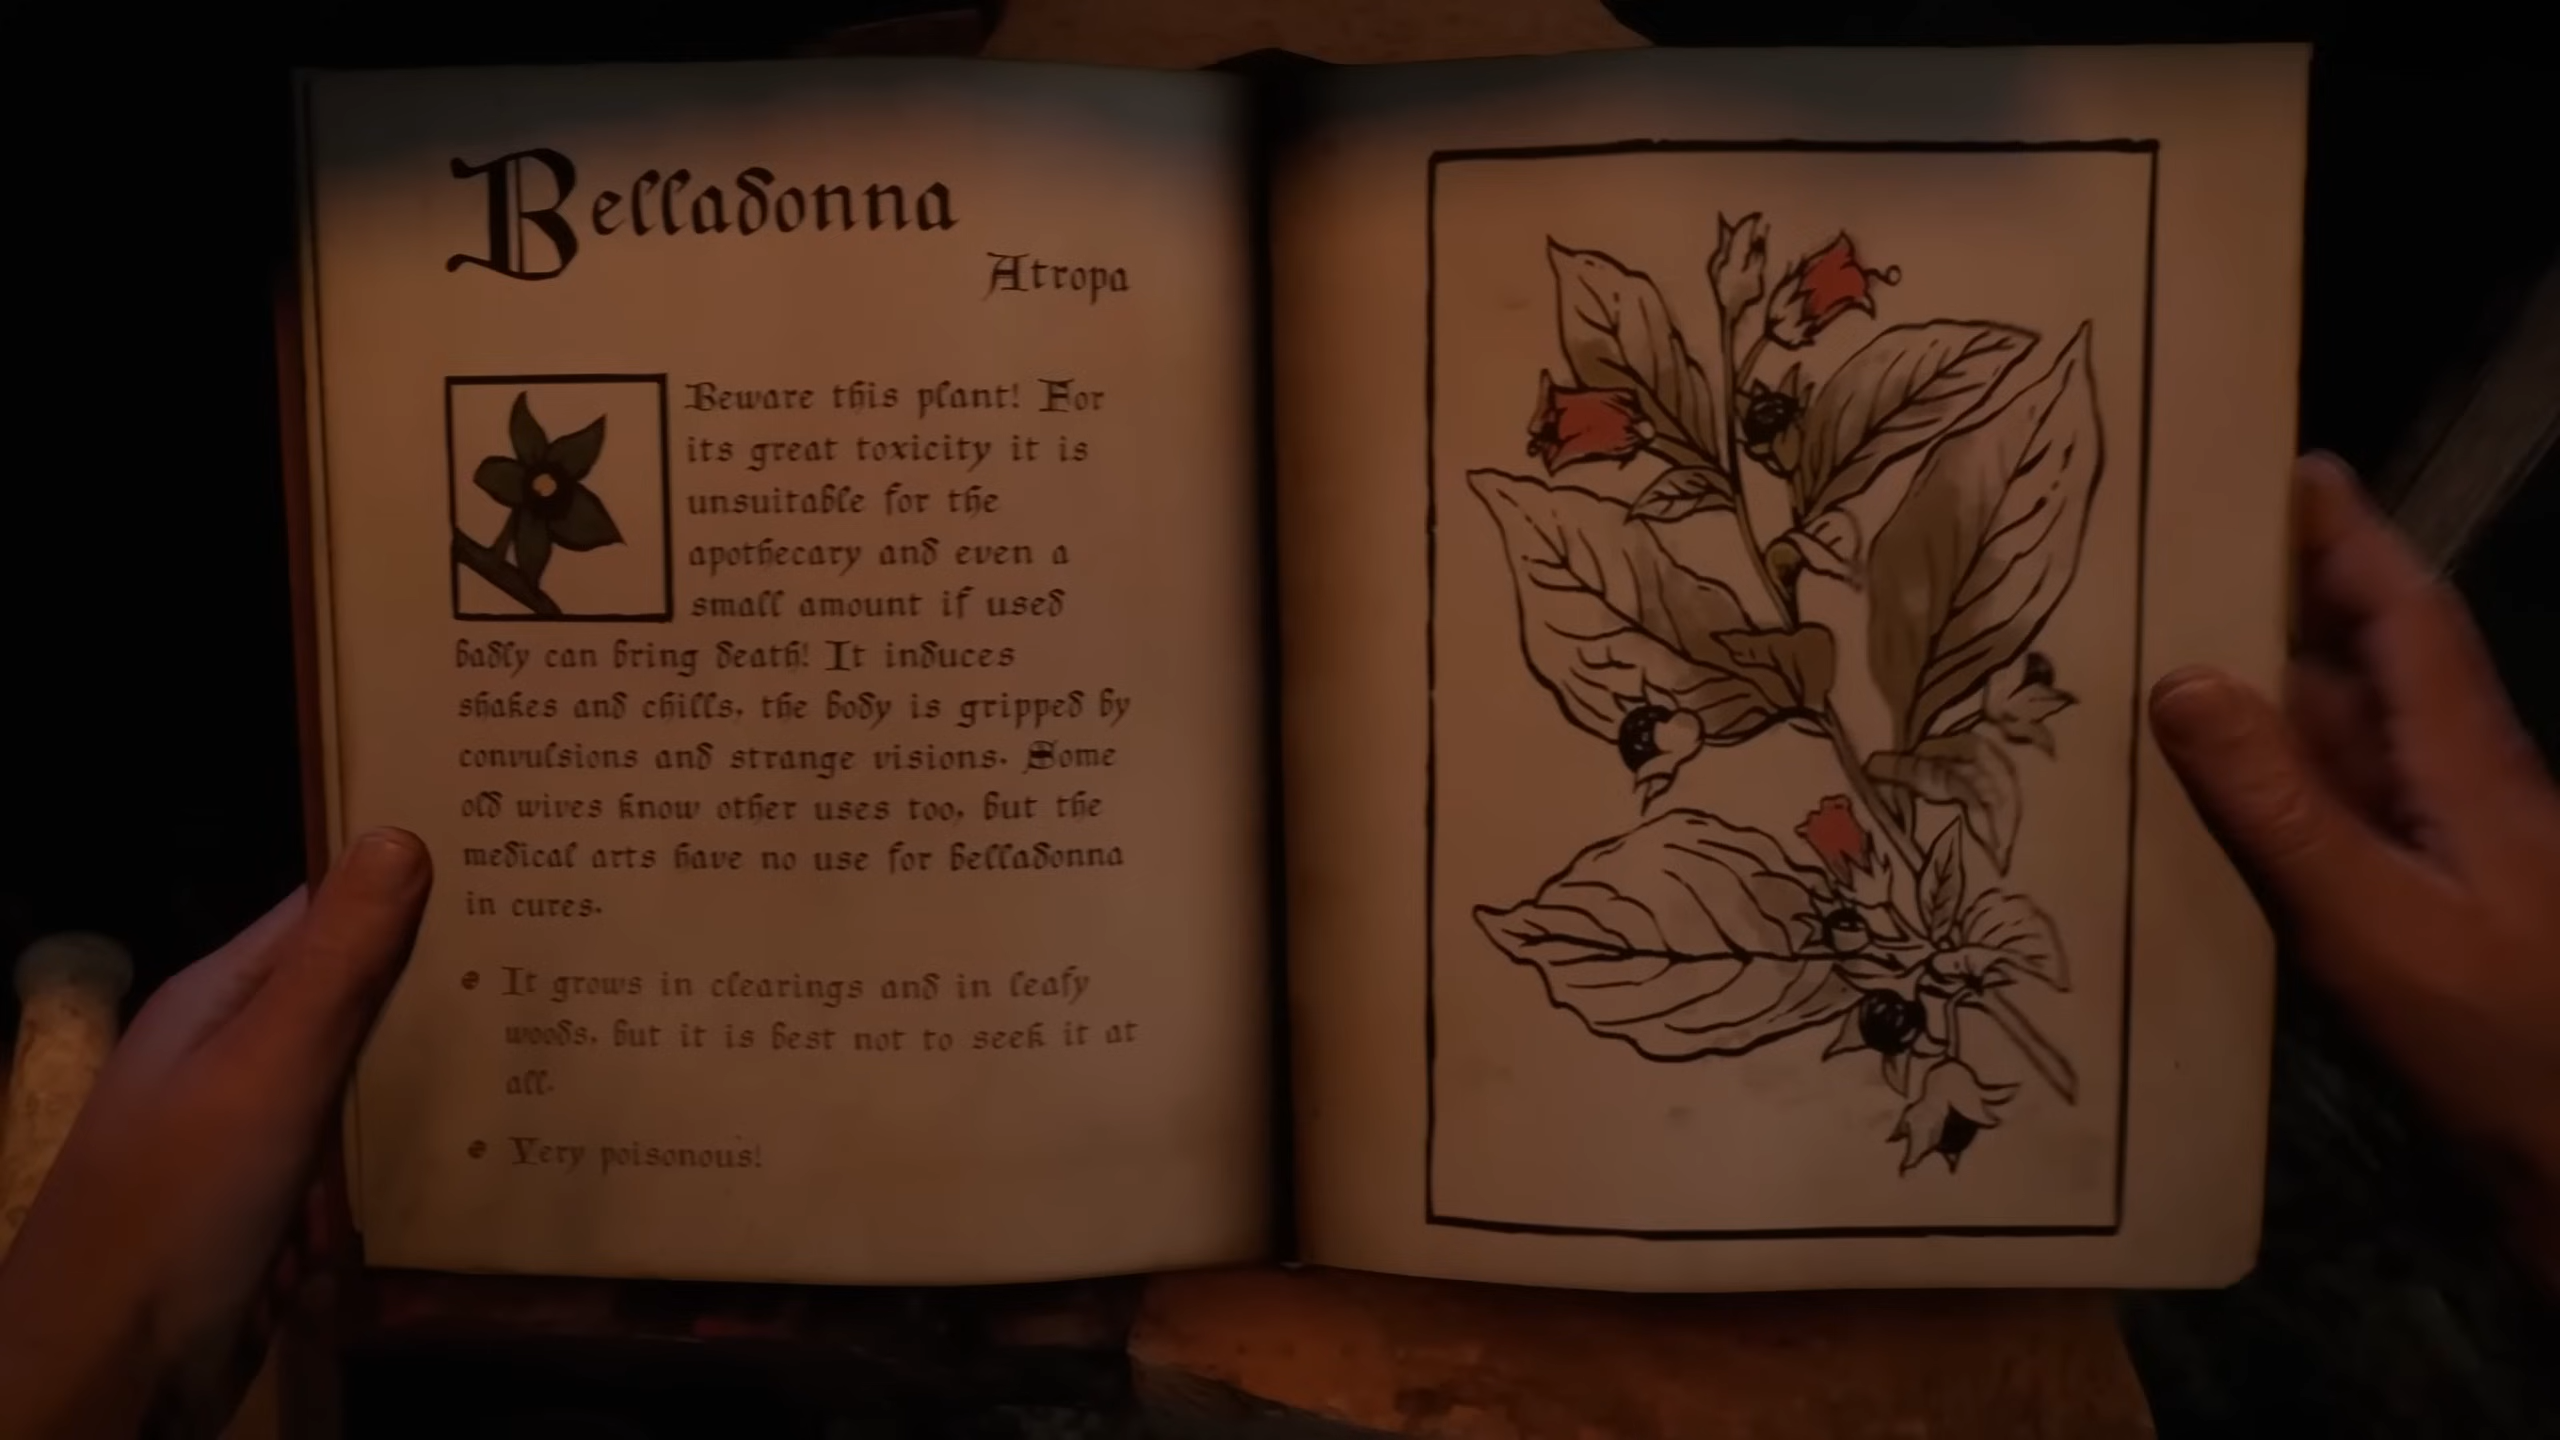 Belladonna
Atropa
Beware this plant! For
its great toxicity it is
unsuitable for the
apothecary and even a
small amount if used
badly can bring death! It induces
shakes and chills, the body is gripped by
convulsions and strange visions. Some
old wives know other uses too, but the
medical arts have no use for belladonna
in cures.
• It grows in clearings and in leafy
woods, but it is best not to seek it at
all.
• Very poisonous!